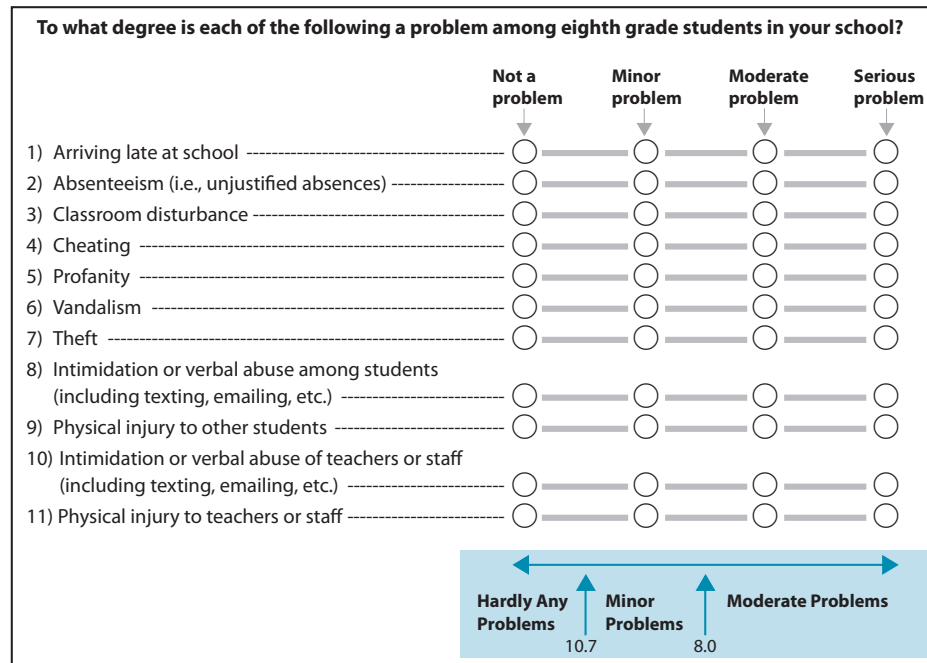 To what degree is each of the following a problem among eighth grade students in your school?
Not a problem
Minor problem
Moderate problem
Serious problem
1) Arriving late at school
2) Absenteeism (i.e., unjustified absences)
3) Classroom disturbance
4) Cheating
5) Profanity
6) Vandalism
7) Theft
8) Intimidation or verbal abuse among students
(including texting, emailing, etc.)
9) Physical injury to other students
10) Intimidation or verbal abuse of teachers or staff
(including texting, emailing, etc.)
11) Physical injury to teachers or staff
Hardly Any
Problems
Minor
Problems
Moderate Problems
10.7
8.0